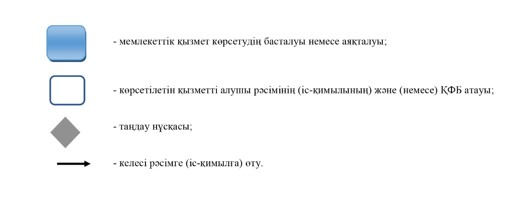 - мемлекеттік қызмет көрсетудің басталуы немесе аяқталуы;
- көрсетілетін қызметті алушы рәсімінің (іс-қимылының) және (немесе) ҚФБ атауы;
- таңдау нұсқасы;
- келесі рәсімге (іс-қимылға) өту.